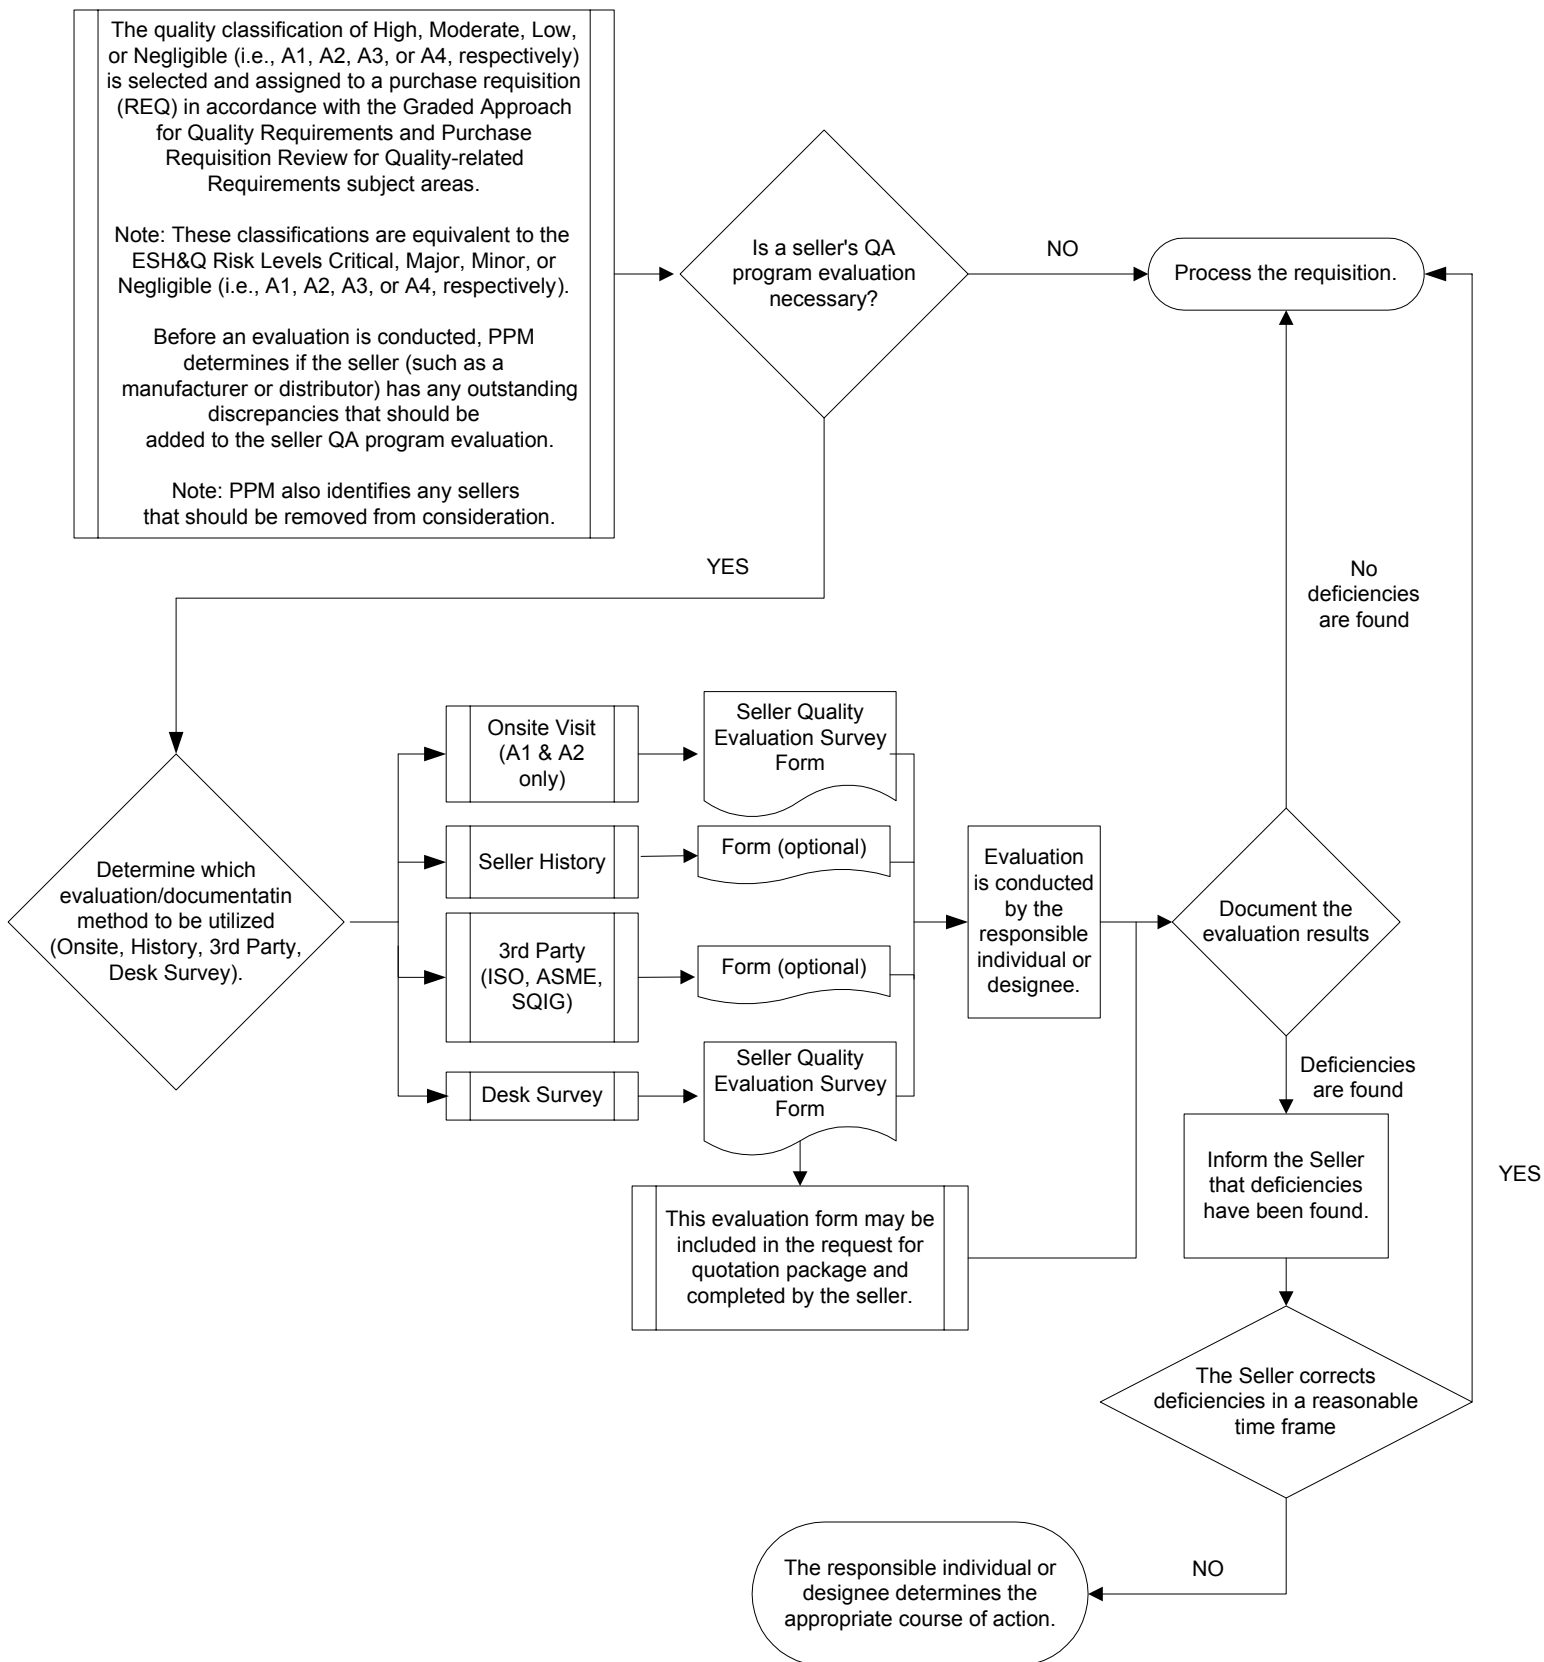 The quality classification of High, Moderate, Low,
or Negligible (i.e., A1, A2, A3, or A4, respectively)
is selected and assigned to a purchase requisition
(REQ) in accordance with the Graded Approach
for Quality Requirements and Purchase
Requisition Review for Quality-related
Requirements subject areas.
Note: These classifications are equivalent to the
ESH&Q Risk Levels Critical, Major, Minor, or
Negligible (i.e., A1, A2, A3, or A4, respectively).
Before an evaluation is conducted, PPM
determines if the seller (such as a
manufacturer or distributor) has any outstanding
discrepancies that should be
added to the seller QA program evaluation.
Note: PPM also identifies any sellers
that should be removed from consideration.
Is a seller's QA
program evaluation
necessary?
NO
Process the requisition.
YES
No
deficiencies
are found
Determine which
evaluation/documentatin
method to be utilized
(Onsite, History, 3rd Party,
Desk Survey).
Onsite Visit
(A1 & A2
only)
Seller Quality
Evaluation Survey
Form
Seller History
Form (optional)
3rd Party
(ISO, ASME,
SQIG)
Form (optional)
Desk Survey
Seller Quality
Evaluation Survey
Form
This evaluation form may be
included in the request for
quotation package and
completed by the seller.
Evaluation
is conducted
by the
responsible
individual or
designee.
Document the
evaluation results
Deficiencies
are found
Inform the Seller
that deficiencies
have been found.
YES
The Seller corrects
deficiencies in a reasonable
time frame
NO
The responsible individual or
designee determines the
appropriate course of action.